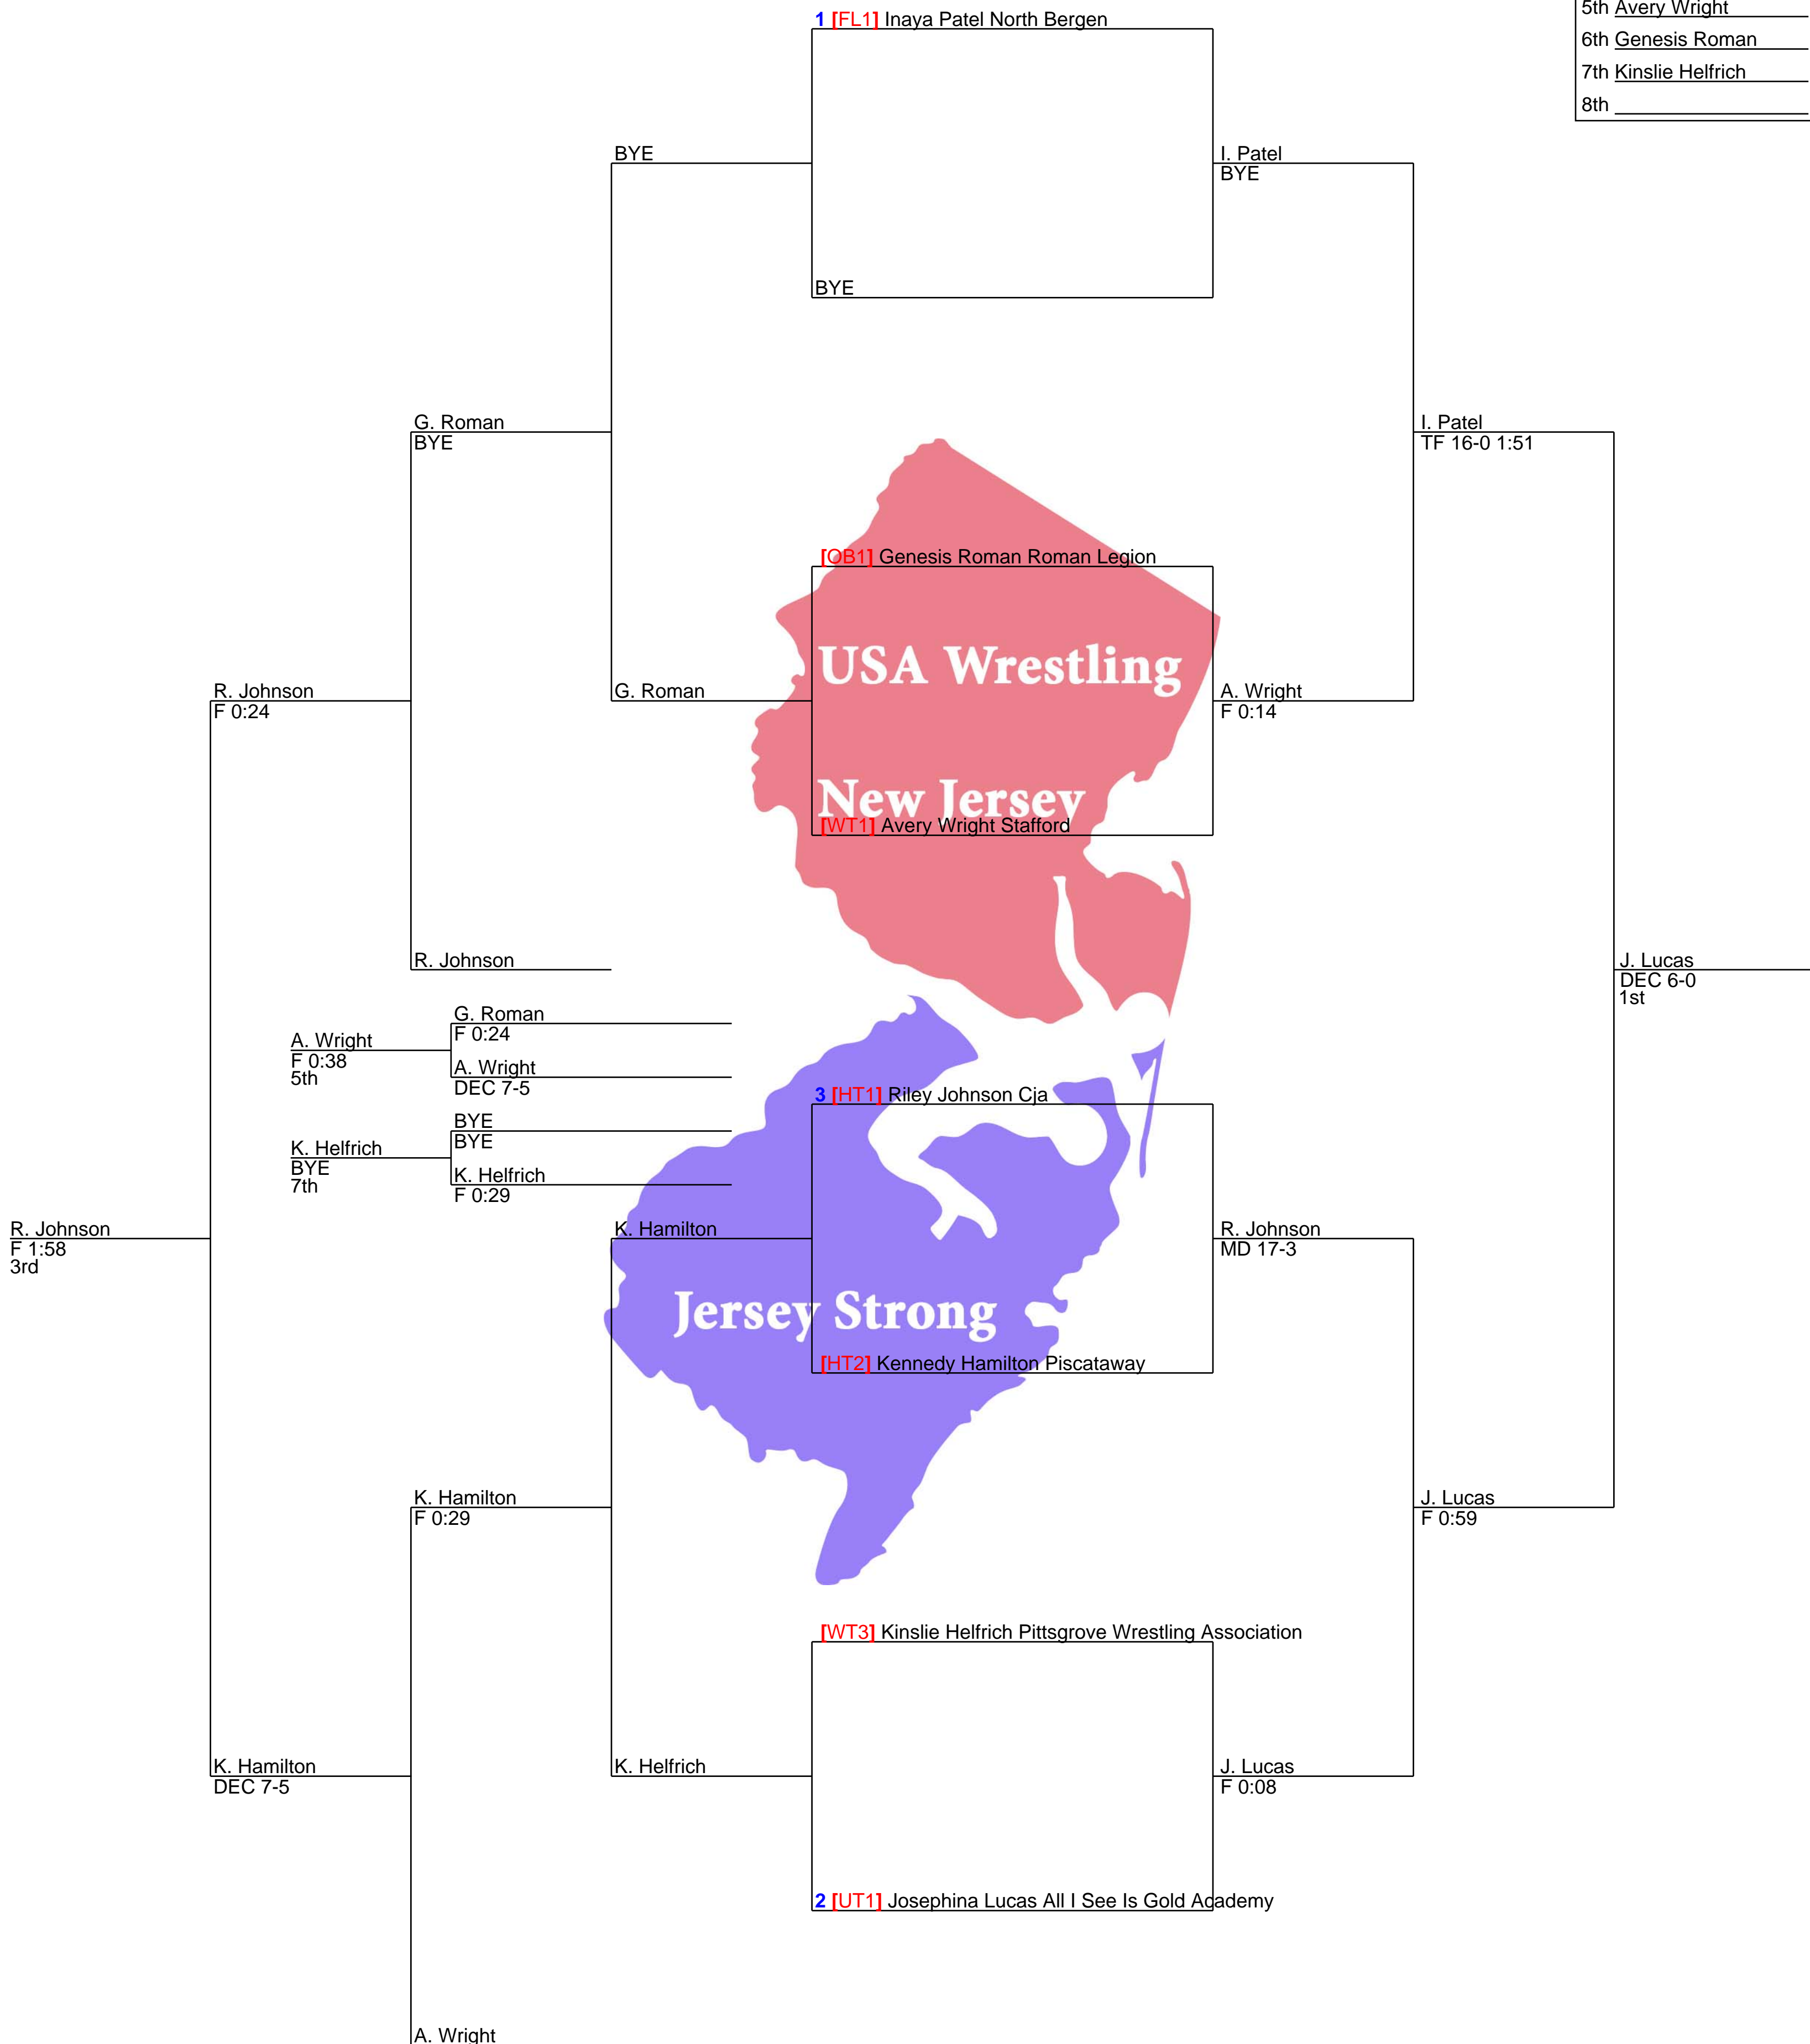 1 [FL1] Inaya Patel North Bergen
5th Avery Wright
6th Genesis Roman
7th Kinslie Helfrich
8th
BYE
I. Patel
BYE
BYE
G. Roman
BYE
I. Patel
TF 16-0 1:51
[OB1] Genesis Roman Roman Legion
USA Wrestling
R. Johnson
F 0:24
G. Roman
A. Wright
F 0:14
New Jersey
[WT1] Avery Wright Stafford
R. Johnson
J. Lucas
DEC 6-0
1st
G. Roman
F 0:24
A. Wright
F 0:38
5th
A. Wright
DEC 7-5
3 [HT1] Riley Johnson Cja
BYE
BYE
K. Helfrich
BYE
7th
K. Helfrich
F 0:29
R. Johnson
F 1:58
3rd
K. Hamilton
R. Johnson
MD 17-3
Jersey Strong
[HT2] Kennedy Hamilton Piscataway
K. Hamilton
F 0:29
J. Lucas
F 0:59
[WT3] Kinslie Helfrich Pittsgrove Wrestling Association
K. Hamilton
DEC 7-5
K. Helfrich
J. Lucas
F 0:08
2 [UT1] Josephina Lucas All I See Is Gold Academy
A. Wright